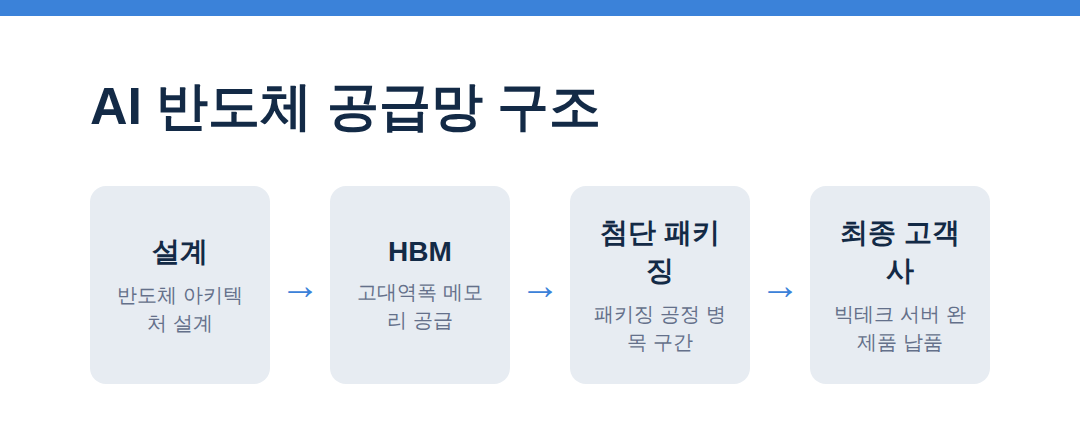 AI 반도체 공급망 구조
설계
반도체 아키텍
처 설계
→
HBM
고대역폭 메모
리 공급
→
첨단 패키
징
패키징 공정 병
목 구간
→
최종 고객
사
빅테크 서버 완
제품 납품